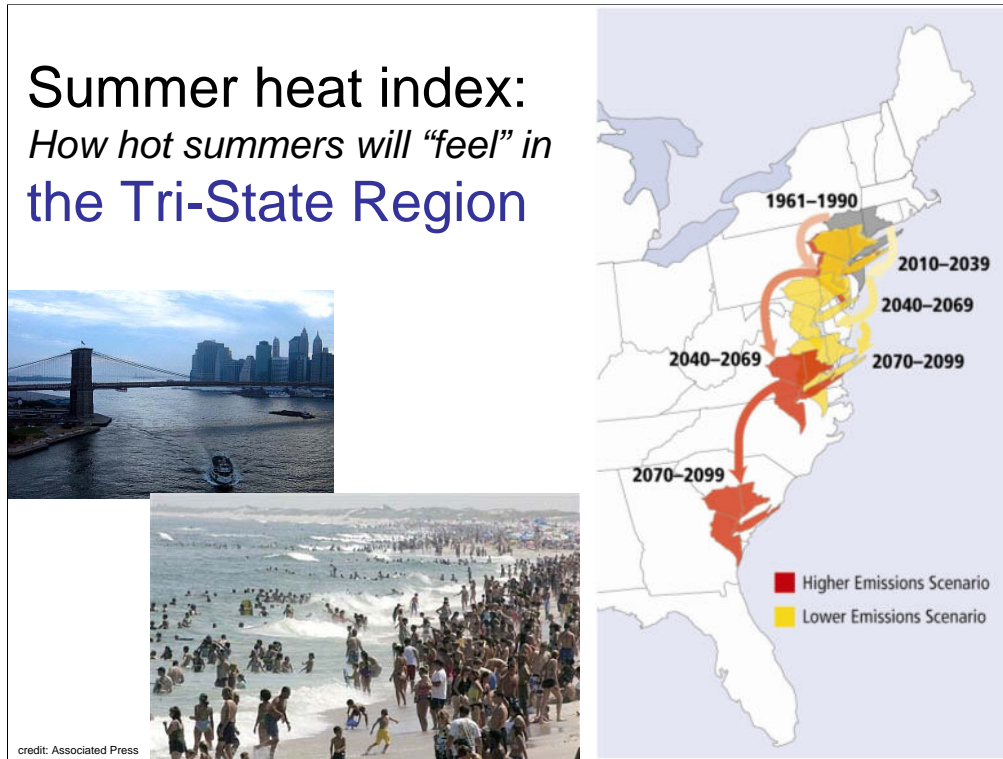 Summer heat index:
How hot summers will “feel” in
the Tri-State Region
credit: Associated Press
1961–1990
2010–2039
2040–2069
2040–2069
2070–2099
2070–2099
Higher Emissions Scenario
Lower Emissions Scenario